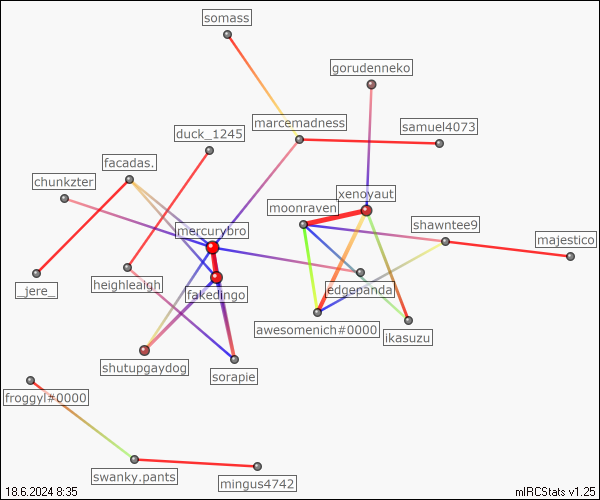 somass
gorudenneko
marcemadness
samuel4073
duck_1245
facadas.
chunkzter
xenoyaut
moonraven
shawntee9
mercurybro
majestico
_jere_
heighleaigh
edgepanda
fakedingo
awesomenich#0000
ikasuzu
shutupgaydog
sorapie
froggyl#0000
swanky.pants
mingus4742
18.6.2024 8:35
mIRCStats v1.25